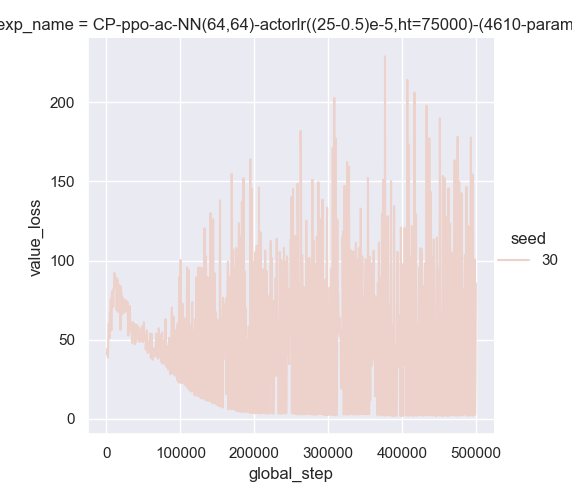 exp_name = CP-ppo-ac-NN(64,64)-actorlr((25-0.5)e-5,ht=75000)-(4610-param
200
150
100
50
0
value_loss
0 100000 200000 300000 400000 500000
global_step
seed
30